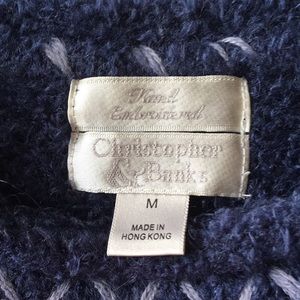 Hand
Embroidered
Christopher
& Banks
M
MADE IN
HONG KONG